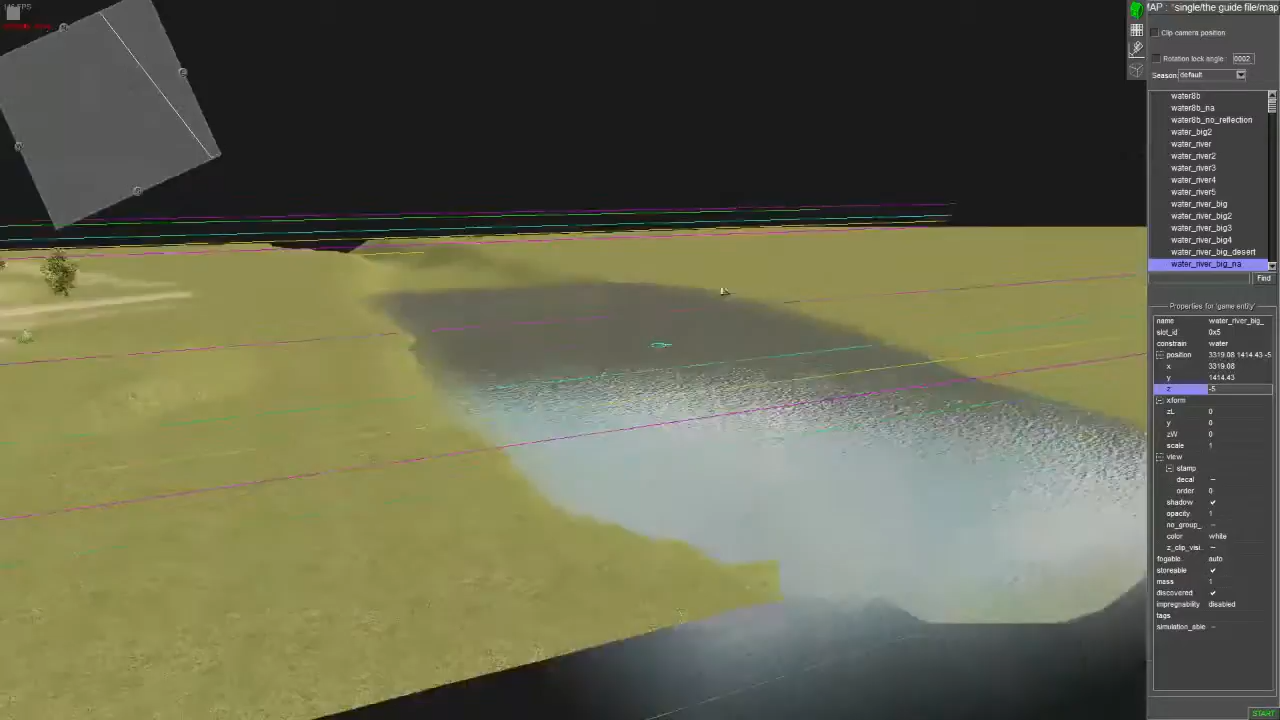 MAP : "single/the guide file/map
Clip camera position
Rotation lock angle : 0002
Season: default
water8b
water8b_na
water8b_no_reflection
water_big2
water_river
water_river2
water_river3
water_river4
water_river5
water_river_big
water_river_big2
water_river_big3
water_river_big4
water_river_big_desert
water_river_big_na
Find
Properties for 'game entity'
name water_river_big_
slot_id 0x5
constrain water
position 3319.08 1414.43 -5
x 3319.08
y 1414.43
z -5
xform
zL 0
y 0
zW 0
scale 1
view
stamp
decal --
order 0
shadow
opacity 1
no_group_ --
color white
z_clip_visi. --
fogable auto
storeable
mass 1
discovered
impregnability disabled
tags
simulation_able --
START